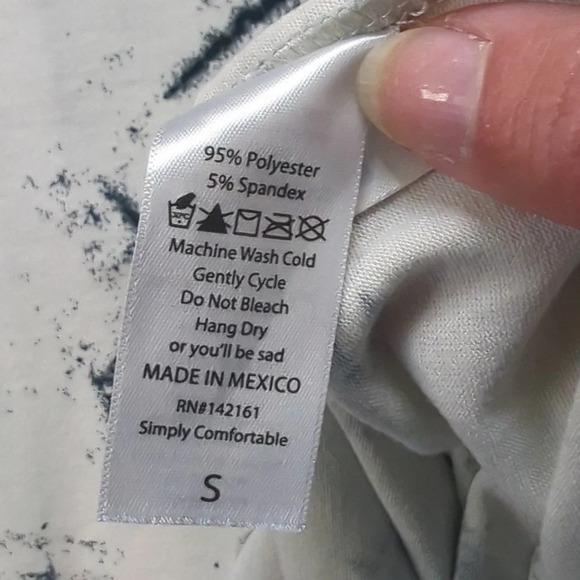 95% Polyester
5% Spandex
30°C
Machine Wash Cold
Gently Cycle
Do Not Bleach
Hang Dry
or you'll be sad
MADE IN MEXICO
RN#142161
Simply Comfortable
S